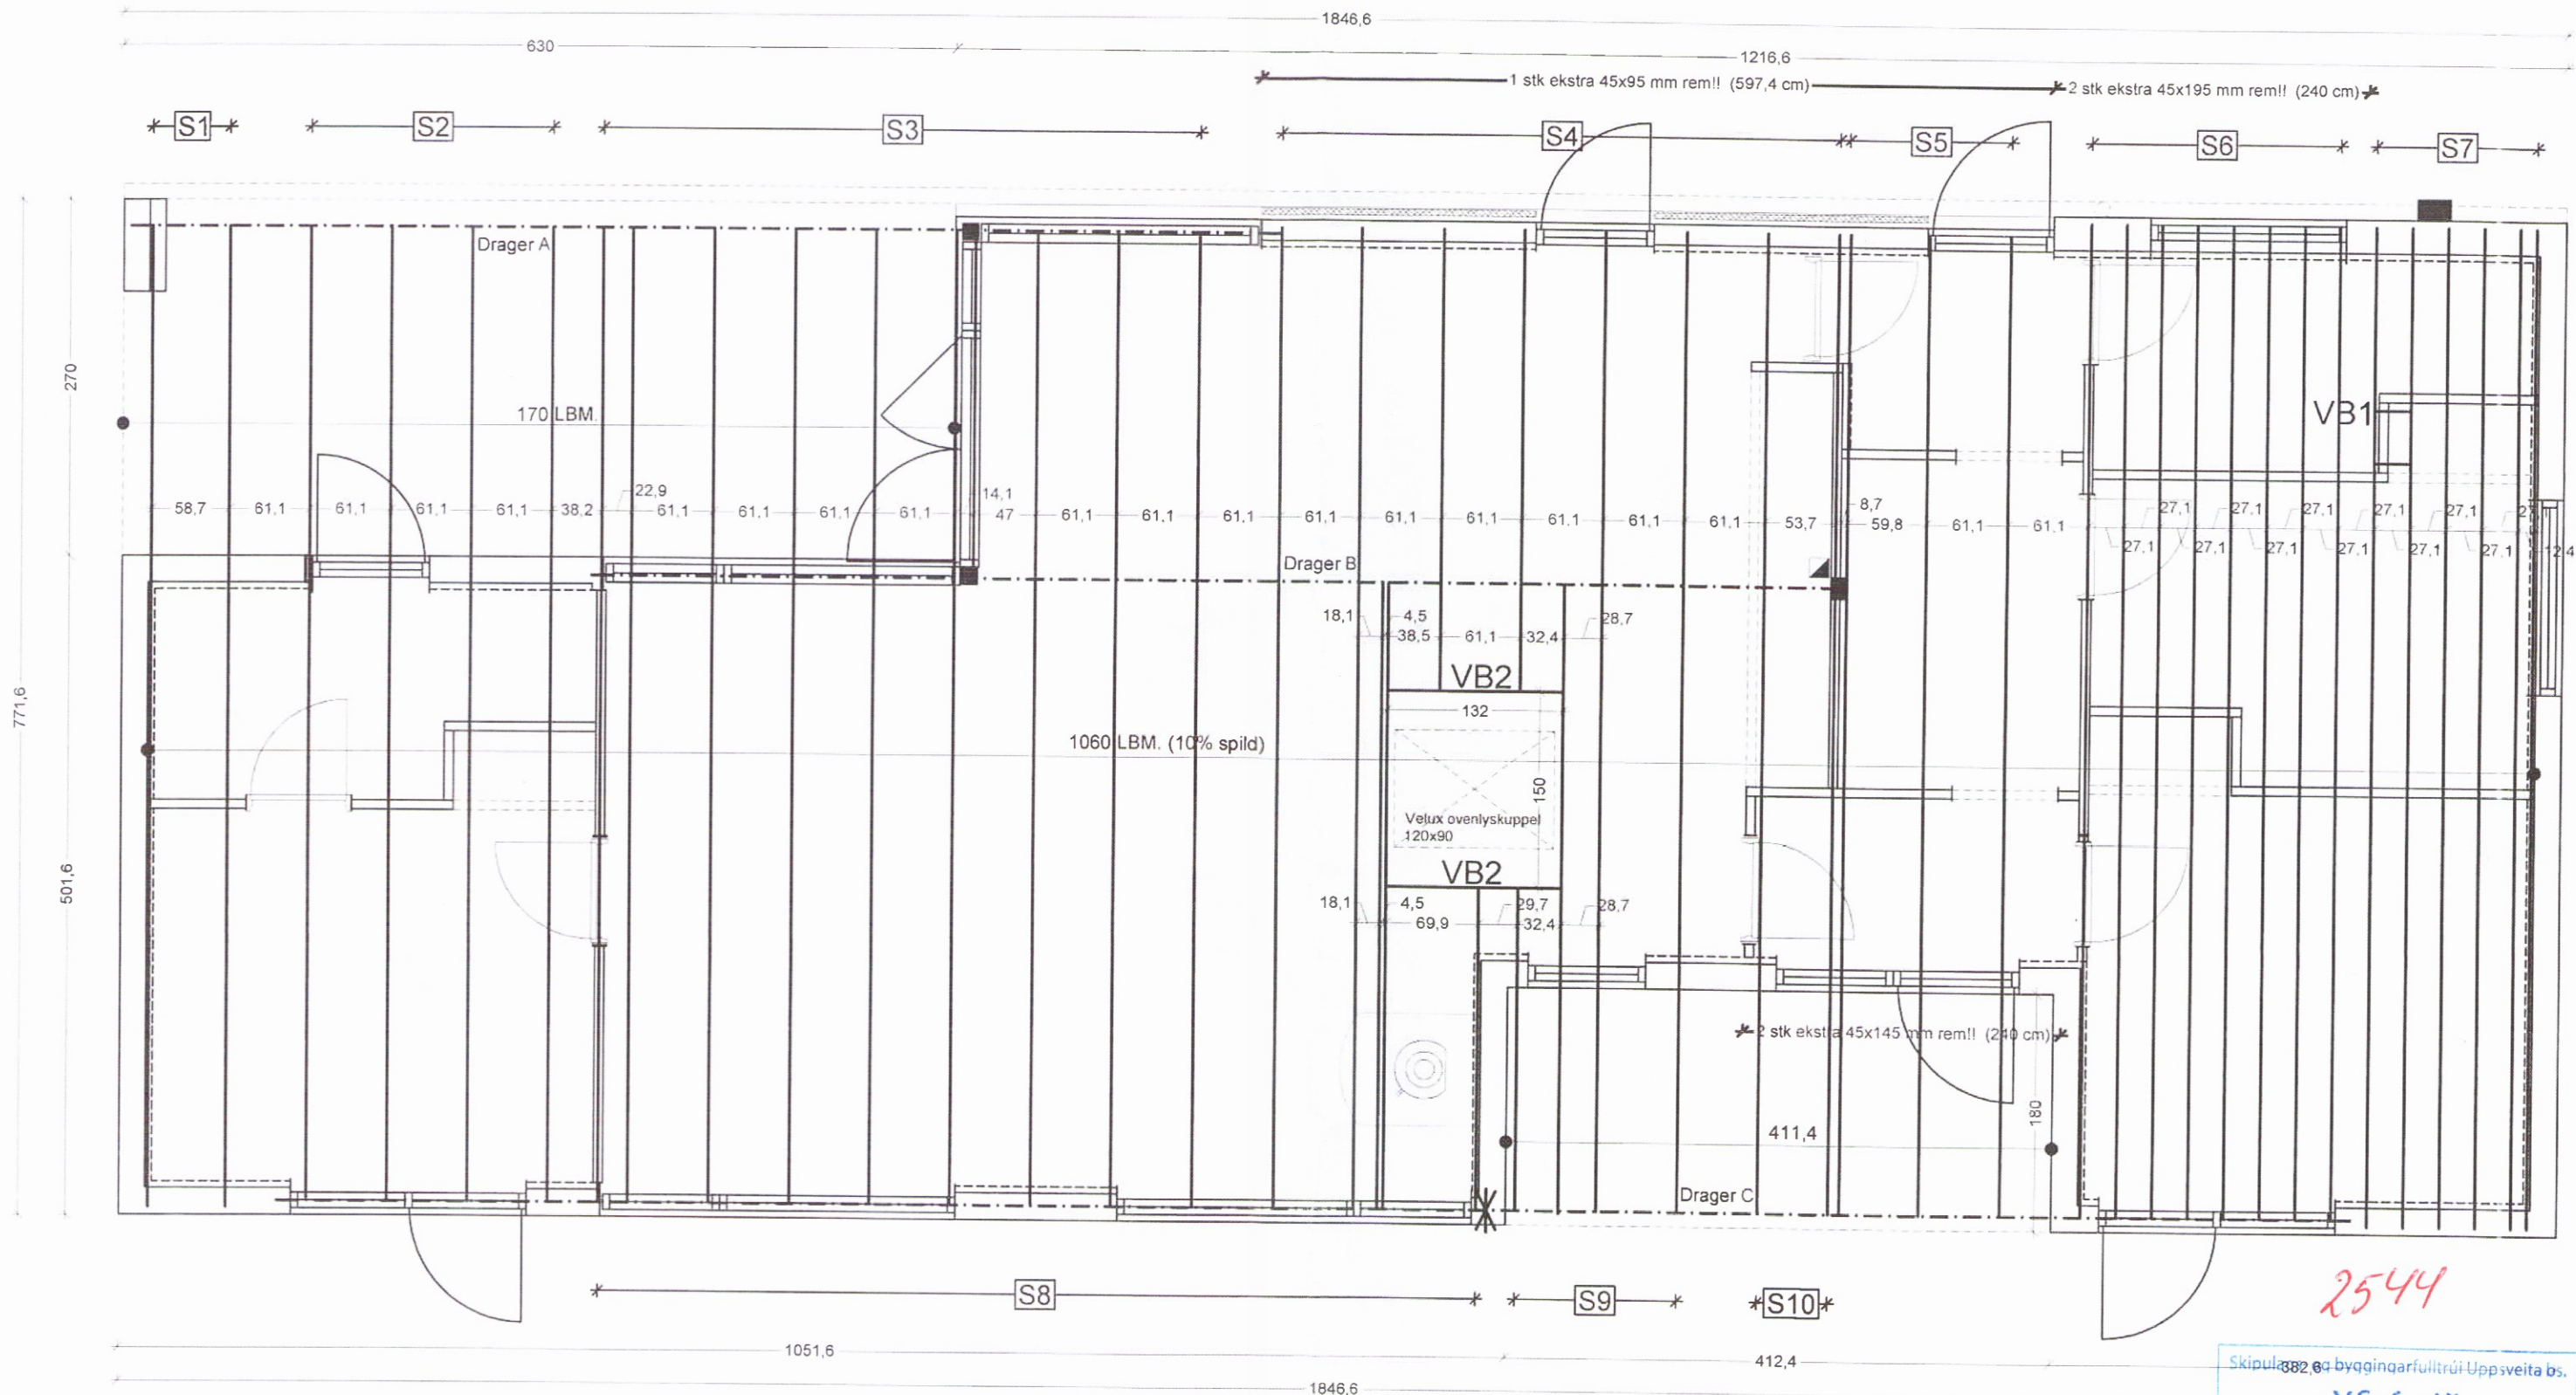 1846,6
630
1216,6
1 stk ekstra 45x95 mm rem!! (597,4 cm)
2 stk ekstra 45x195 mm rem!! (240 cm)
S1
S2
S3
S4
S5
S6
S7
Drager A
270
170 LBM.
VB1
22,9
14,1
8,7
58,7 61,1 61,1 61,1 61,1 38,2 61,1 61,1 61,1 61,1 47 61,1 61,1 61,1 61,1 61,1 61,1 61,1 61,1 61,1 53,7 59,8 61,1 61,1
27,1 27,1 27,1 27,1 27,1
27,1 27,1 27,1 27,1 27,1 27,1
Drager B
18,1
4,5
28,7
38,5 61,1 32,4
VB2
132
771,6
1060 LBM. (10% spild)
150
Velux ovenlyskuppel
120x90
VB2
501,6
18,1
4,5
29,7
28,7
69,9
32,4
2 stk ekstra 45x145 mm rem!! (240 cm)
180
411,4
Drager C
S8
S9
S10
2544
1051,6
412,4
382,6
Skipulags og byggingarfulltrúi Uppsveita bs.
1846,6